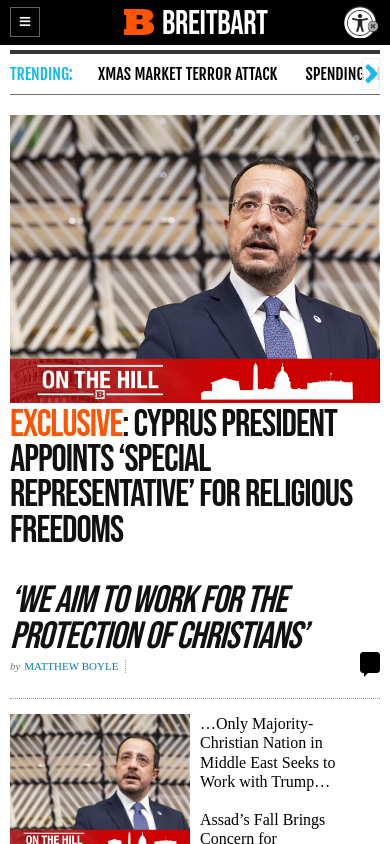 BREITBART
TRENDING:
XMAS MARKET TERROR ATTACK
SPENDING
ON THE HILL
EXCLUSIVE: CYPRUS PRESIDENT
APPOINTS ‘SPECIAL
REPRESENTATIVE’ FOR RELIGIOUS
FREEDOMS
‘WE AIM TO WORK FOR THE
PROTECTION OF CHRISTIANS’
by MATTHEW BOYLE
ON THE HILL
…Only Majority-
Christian Nation in
Middle East Seeks to
Work with Trump…
Assad’s Fall Brings
Concern for